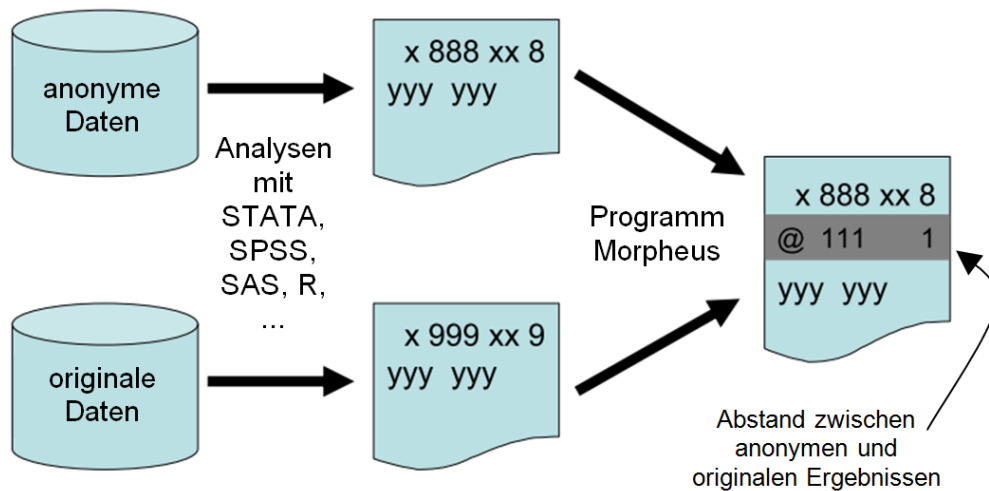 anonyme
Daten
x 888 xx 8
yyy yyy
Analysen
mit
STATA,
SPSS,
SAS, R,
...
originale
Daten
x 999 xx 9
yyy yyy
Programm
Morpheus
x 888 xx 8
@ 111 1
yyy yyy
Abstand zwischen
anonymen und
originalen Ergebnissen